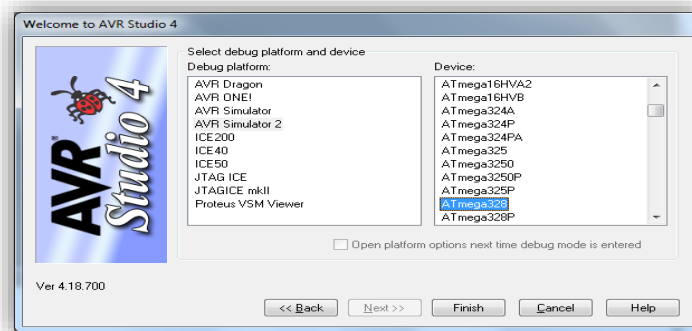 Welcome to AVR Studio 4
Select debug platform and device
Debug platform:
AVR Dragon
AVR ONE!
AVR Simulator
AVR Simulator 2
ICE200
ICE40
ICE50
JTAG ICE
JTAGICE mkII
Proteus VSM Viewer
Device:
ATmega16HVA2
ATmega16HVB
ATmega324A
ATmega324P
ATmega324PA
ATmega325
ATmega3250
ATmega3250P
ATmega325P
ATmega328
ATmega328P
Open platform options next time debug mode is entered
AVR
Studio 4
Ver 4.18.700
<< Back
Next >>
Finish
Cancel
Help